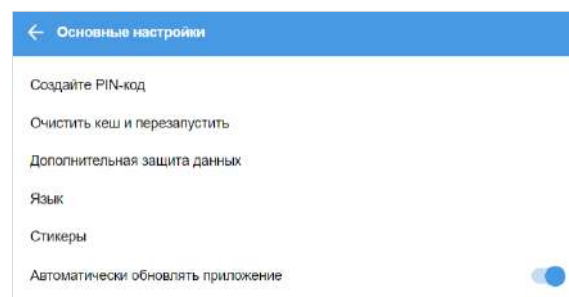 Основные настройки
Создайте PIN-код
Очистить кеш и перезапустить
Дополнительная защита данных
Язык
Стикеры
Автоматически обновлять приложение